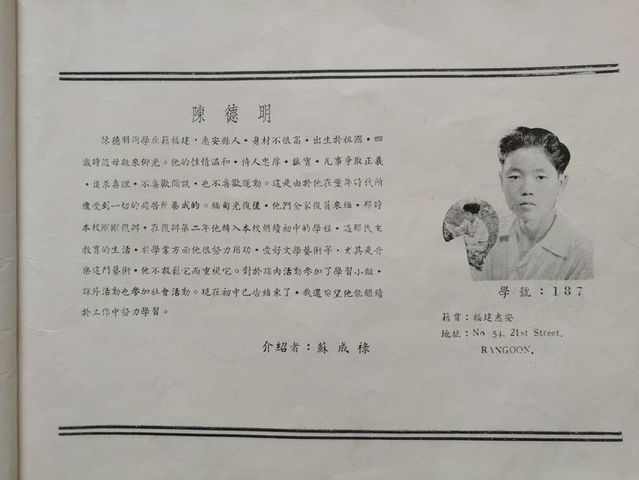 陳德明
陳德明同學是籍福建,惠安縣人,身材不很高,出生於祖國,四
歲時隨母親來仰光。他的性情溫和,待人忠厚,誠實,凡事爭取正義
,追求真理,不喜歡閒談,也不喜歡運動。這是由於他在童年時代所
遭受到一切的痛苦所養成的。緬甸光復後,他們全家復員來緬,那時
本校剛剛復辦,在復辦第二年他轉入本校繼續初中的學程,這那民主
教育的生活,於學業方面他很努力用功,愛好文學藝術等,尤其是音
樂這門藝術,他不放鬆它而重視它。對於課內活動參加了學習小組,
課外活動也參加社會活動。現在初中已告結束了,我還盼望他能繼續
於工作中努力學習。
介紹者:蘇成祿
學號:187
籍貫:福建惠安
地址:No 54, 21st Street,
RANGOON.